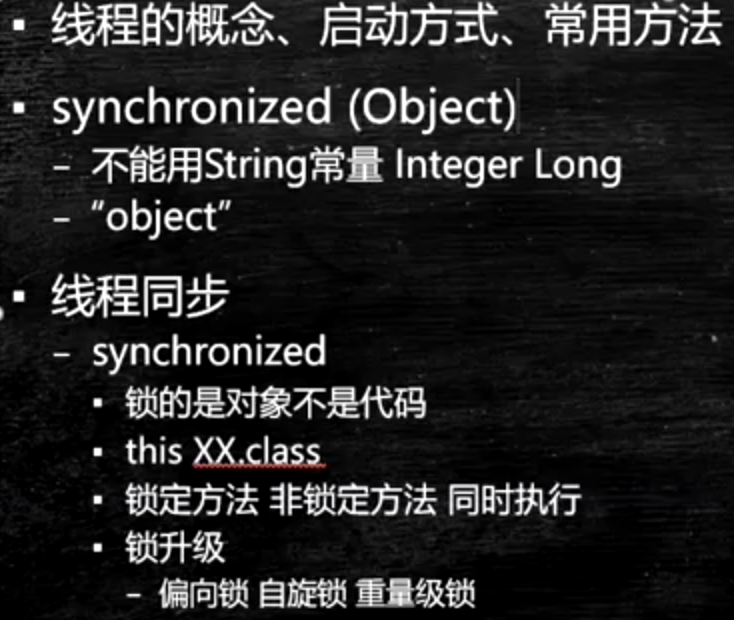 ▪ 线程的概念、启动方式、常用方法
▪ synchronized (Object)
– 不能用String常量 Integer Long
– “object”
▪ 线程同步
– synchronized
▪ 锁的是对象不是代码
▪ this XX.class
▪ 锁定方法 非锁定方法 同时执行
▪ 锁升级
– 偏向锁 自旋锁 重量级锁